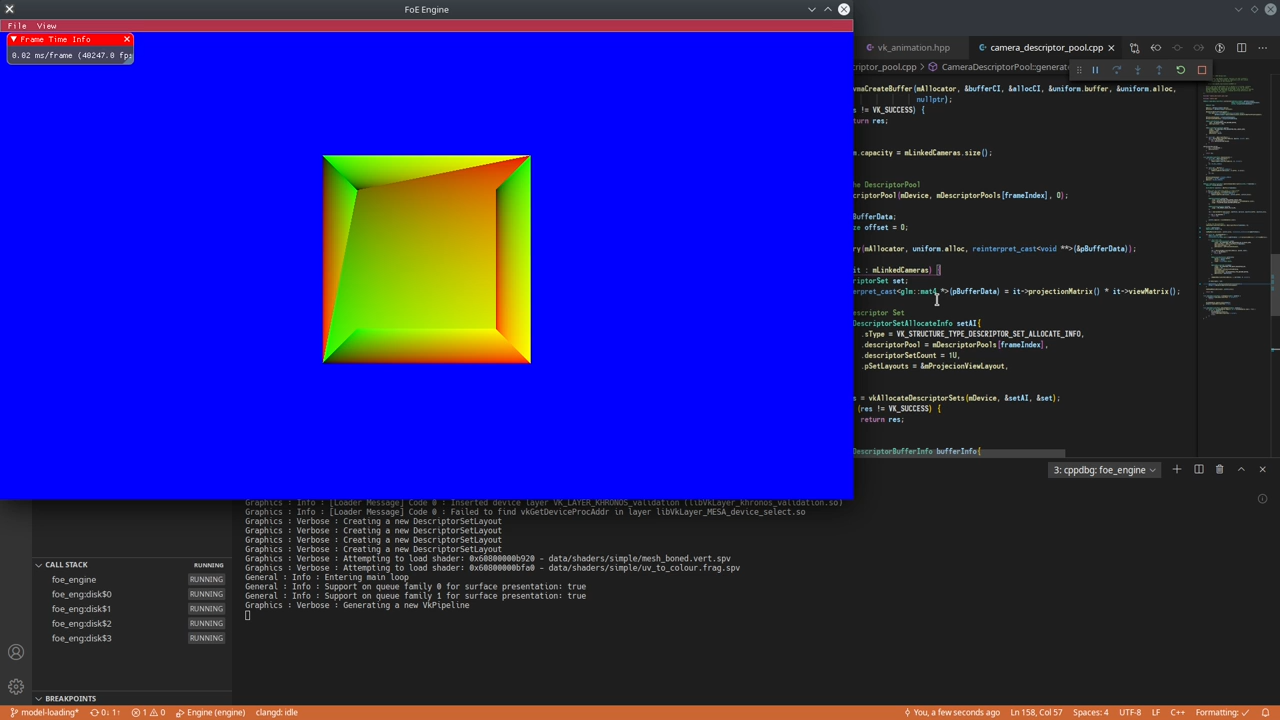 FoE Engine
File View
Frame Time Info
0.02 ms/frame (40247.0 fps
vk_animation.hpp
camera_descriptor_pool.cpp
riptor_pool.cpp > CameraDescriptorPool::generat
vmaCreateBuffer(mAllocator, &bufferCI, &allocCI, &uniform.buffer, &uniform.alloc,
nullptr);
s != VK_SUCCESS) {
turn res;
m.capacity = mLinkedCameras.size();
he DescriptorPool
criptorPool(mDevice, mDescriptorPools[frameIndex], 0);
BufferData;
ze offset = 0;
ry(mAllocator, uniform.alloc, reinterpret_cast<void **>(&pBufferData));
it : mLinkedCameras) {
riptorSet set;
erpret_cast<glm::mat4 *>(pBufferData) = it->projectionMatrix() * it->viewMatrix();
escriptor Set
DescriptorSetAllocateInfo setAI{
.sType = VK_STRUCTURE_TYPE_DESCRIPTOR_SET_ALLOCATE_INFO,
.descriptorPool = mDescriptorPools[frameIndex],
.descriptorSetCount = 1U,
.pSetLayouts = &mProjecionViewLayout,
s = vkAllocateDescriptorSets(mDevice, &setAI, &set);
(res != VK_SUCCESS) {
return res;
DescriptorBufferInfo bufferInfo{
3: cppdbg: foe_engine
Graphics : Info : [Loader Message] Code 0 : Inserted device layer VK_LAYER_KHRONOS_validation (libVkLayer_khronos_validation.so)
Graphics : Info : [Loader Message] Code 0 : Failed to find vkGetDeviceProcAddr in layer libVkLayer_MESA_device_select.so
Graphics : Verbose : Creating a new DescriptorSetLayout
Graphics : Verbose : Creating a new DescriptorSetLayout
Graphics : Verbose : Creating a new DescriptorSetLayout
Graphics : Verbose : Creating a new DescriptorSetLayout
Graphics : Verbose : Attempting to load shader: 0x60800000b920 - data/shaders/simple/mesh_boned.vert.spv
Graphics : Verbose : Attempting to load shader: 0x60800000bfa0 - data/shaders/simple/uv_to_colour.frag.spv
General : Info : Entering main loop
General : Info : Support on queue family 0 for surface presentation: true
General : Info : Support on queue family 1 for surface presentation: true
Graphics : Verbose : Generating a new VkPipeline
CALL STACK RUNNING
foe_engine RUNNING
foe_eng:disk$0 RUNNING
foe_eng:disk$1 RUNNING
foe_eng:disk$2 RUNNING
foe_eng:disk$3 RUNNING
BREAKPOINTS
model-loading* 0↓ 1↑ 1 0 Engine (engine) clangd: idle You, a few seconds ago Ln 158, Col 57 Spaces: 4 UTF-8 LF C++ Formatting: ✓